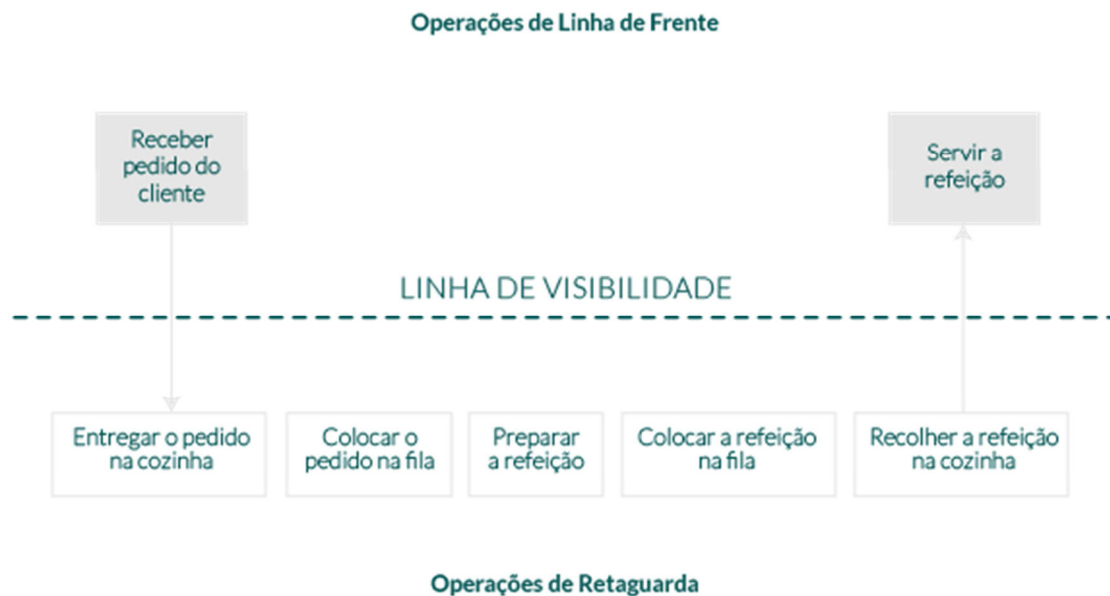 Operações de Linha de Frente
Receber
pedido do
cliente
Servir a
refeição
LINHA DE VISIBILIDADE
Entregar o pedido
na cozinha
Colocar o
pedido na fila
Preparar
a refeição
Colocar a refeição
na fila
Recolher a refeição
na cozinha
Operações de Retaguarda